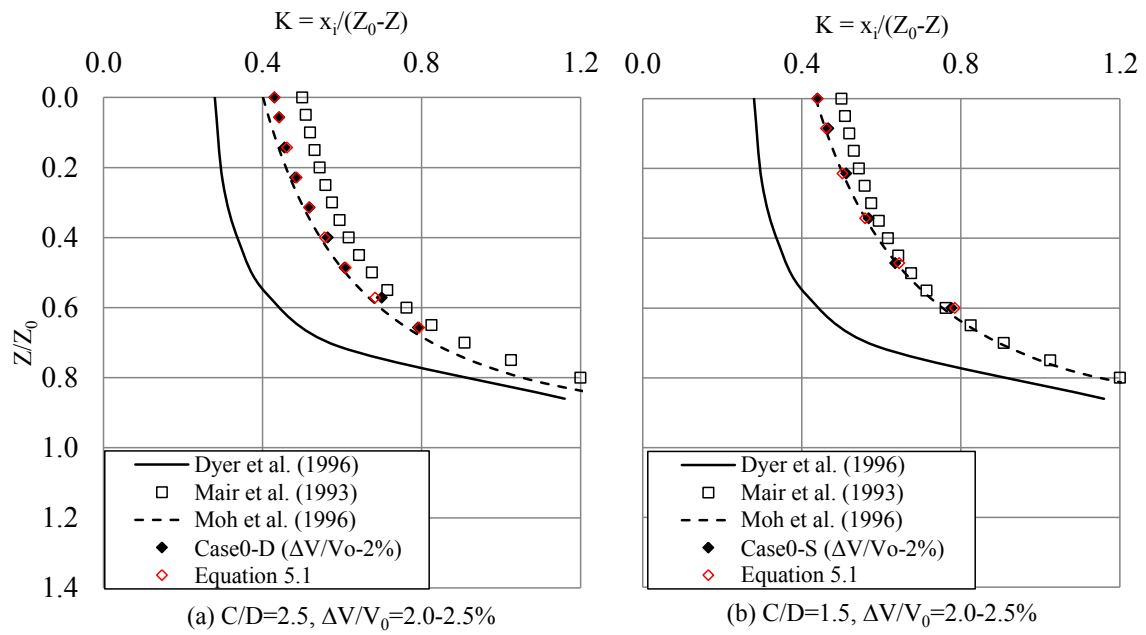 K = xᵢ/(Z₀-Z)
0.0 0.4 0.8 1.2
Z/Z₀
0.0
0.2
0.4
0.6
0.8
1.0
1.2
1.4
Dyer et al. (1996)
Mair et al. (1993)
Moh et al. (1996)
Case0-D (ΔV/Vo-2%)
Equation 5.1
(a) C/D=2.5, ΔV/V₀=2.0-2.5%
K = xᵢ/(Z₀-Z)
0.0 0.4 0.8 1.2
Dyer et al. (1996)
Mair et al. (1993)
Moh et al. (1996)
Case0-S (ΔV/Vo-2%)
Equation 5.1
(b) C/D=1.5, ΔV/V₀=2.0-2.5%